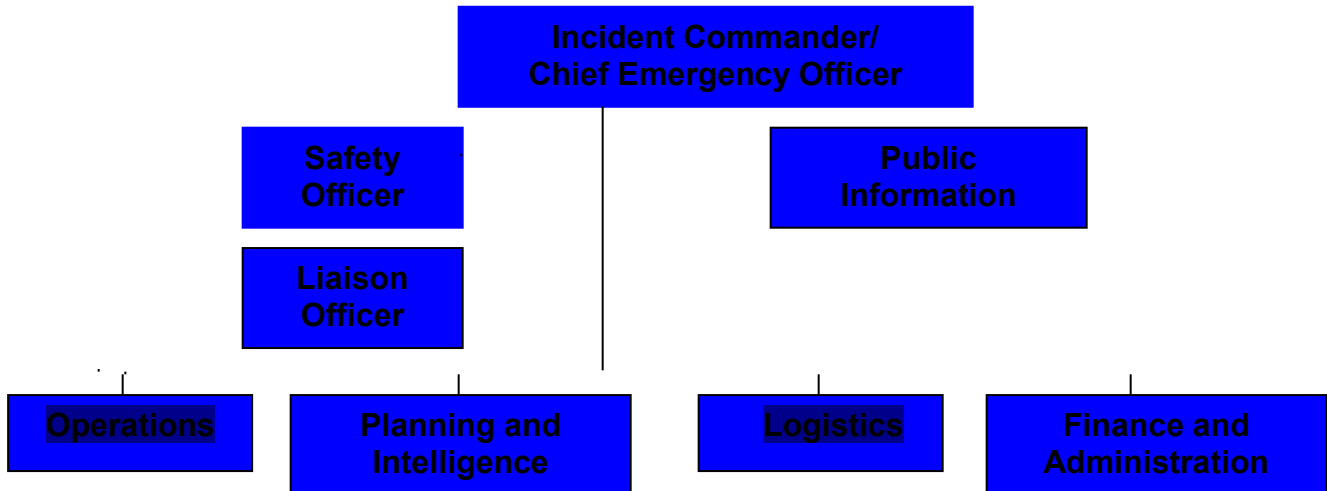 Incident Commander/
Chief Emergency Officer
Safety
Officer
Public
Information
Liaison
Officer
Operations
Planning and
Intelligence
Logistics
Finance and
Administration